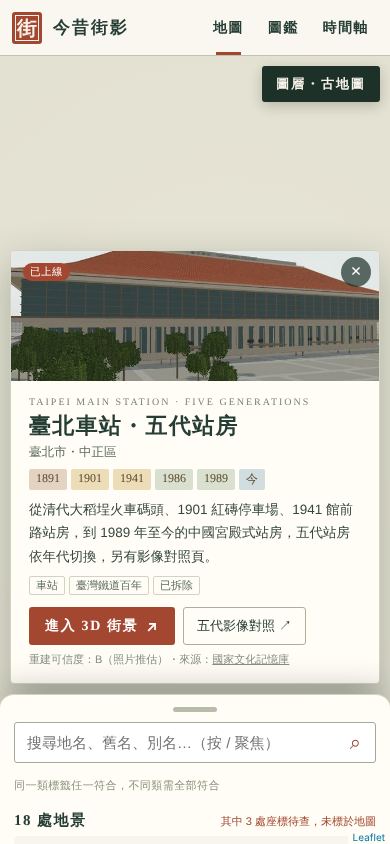 街 今昔街影 地圖 圖鑑 時間軸
圖層・古地圖
已上線 ✕
TAIPEI MAIN STATION · FIVE GENERATIONS
臺北車站・五代站房
臺北市・中正區
1891 1901 1941 1986 1989 今
從清代大稻埕火車碼頭、1901 紅磚停車場、1941 館前
路站房，到 1989 年至今的中國宮殿式站房，五代站房
依年代切換，另有影像對照頁。
車站 臺灣鐵道百年 已拆除
進入 3D 街景 ↗ 五代影像對照 ↗
重建可信度：B（照片推估）・來源：國家文化記憶庫
搜尋地名、舊名、別名…（按 / 聚焦）
同一類標籤任一符合，不同類需全部符合
18 處地景 其中 3 處座標待查，未標於地圖
Leaflet